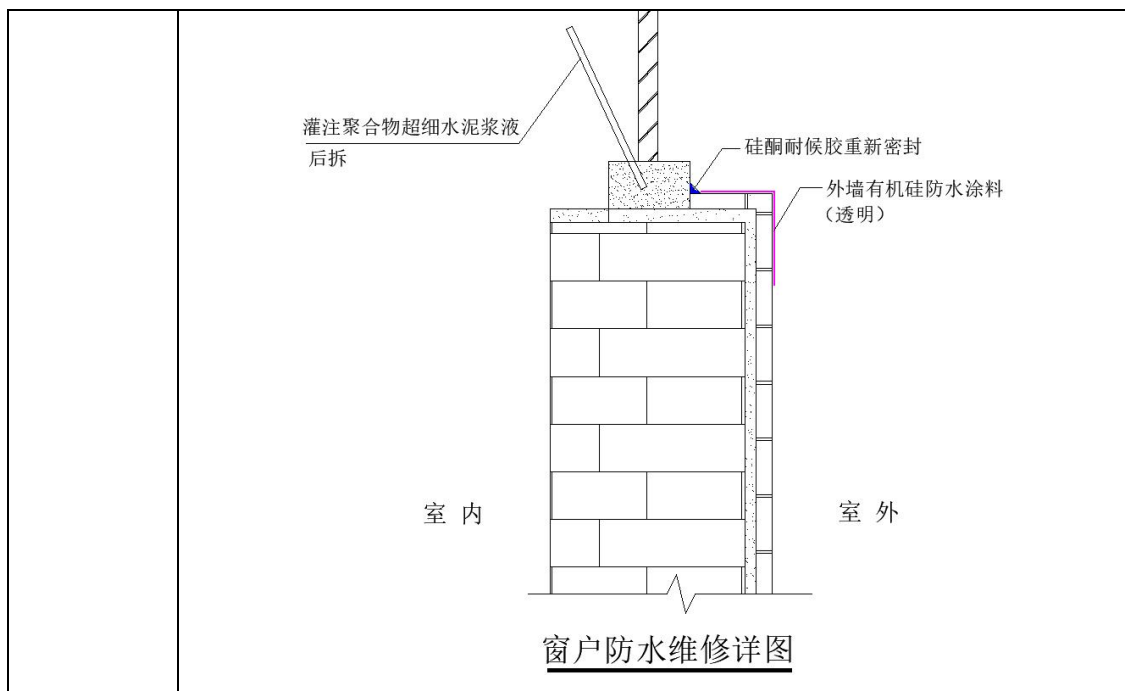 灌注聚合物超细水泥浆液
后拆
硅酮耐候胶重新密封
外墙有机硅防水涂料
（透明）
室 内
室 外
窗户防水维修详图